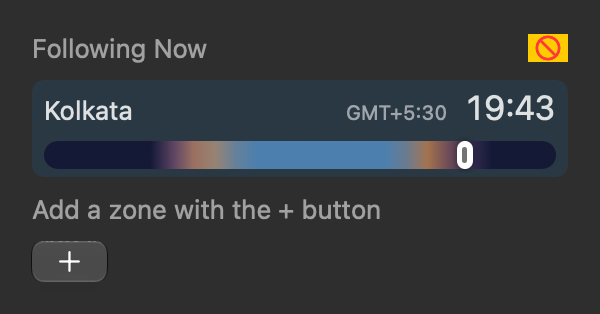 Following Now
Kolkata GMT+5:30 19:43
Add a zone with the + button
+